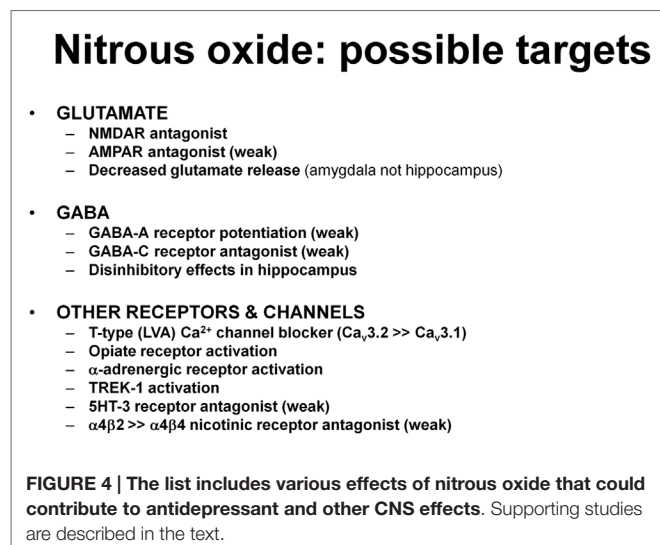 Nitrous oxide: possible targets
• GLUTAMATE
– NMDAR antagonist
– AMPAR antagonist (weak)
– Decreased glutamate release (amygdala not hippocampus)
• GABA
– GABA-A receptor potentiation (weak)
– GABA-C receptor antagonist (weak)
– Disinhibitory effects in hippocampus
• OTHER RECEPTORS & CHANNELS
– T-type (LVA) Ca²⁺ channel blocker (Caᵥ3.2 >> Caᵥ3.1)
– Opiate receptor activation
– α-adrenergic receptor activation
– TREK-1 activation
– 5HT-3 receptor antagonist (weak)
– α4β2 >> α4β4 nicotinic receptor antagonist (weak)
FIGURE 4 | The list includes various effects of nitrous oxide that could
contribute to antidepressant and other CNS effects. Supporting studies
are described in the text.